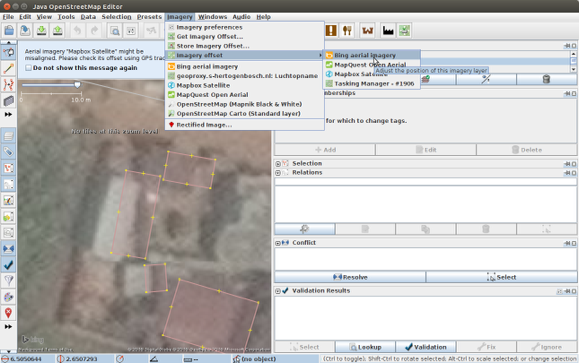 Java OpenStreetMap Editor
File Edit View Tools Data Selection Presets Imagery Windows Audio Help
Imagery preferences
Get Imagery Offset...
Store Imagery Offset...
Imagery offset
Bing aerial imagery
geoproxy.s-hertogenbosch.nl: Luchtopname
Mapbox Satellite
MapQuest Open Aerial
OpenStreetMap (Mapnik Black & White)
OpenStreetMap Carto (Standard layer)
Rectified Image...
Bing aerial imagery
MapQuest Open Aerial
Mapbox Satellite
Tasking Manager - #1906
Adjust the position of this imagery layer
Aerial imagery "Mapbox Satellite" might be
misaligned. Please check its offset using GPS
Do not show this message again
18.0 m
No tiles at this zoom level
for which to change tags.
Add Edit Delete
Selection
Relations
Conflict
Resolve Select
Validation Results
Select Lookup Validation Fix Ignore
6.5050644 2.6507293 (no object) (Ctrl to toggle); Shift-Ctrl to rotate selected; Alt-Ctrl to scale selected; or change selection